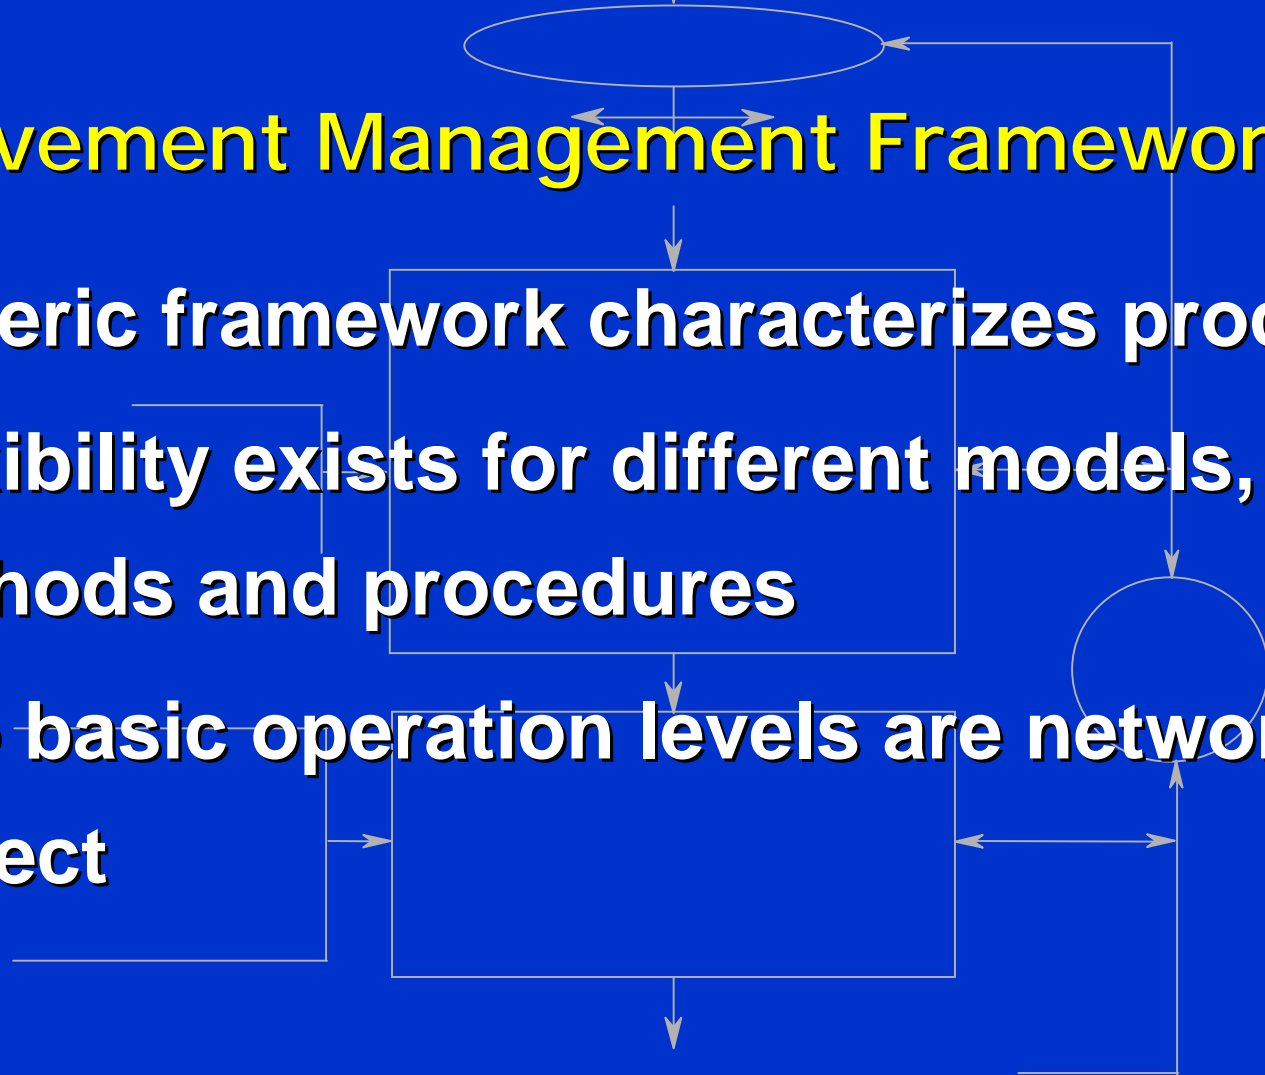 vement Management Framewor
eric framework characterizes proc
xibility exists for different models,
hods and procedures
basic operation levels are networ
ect